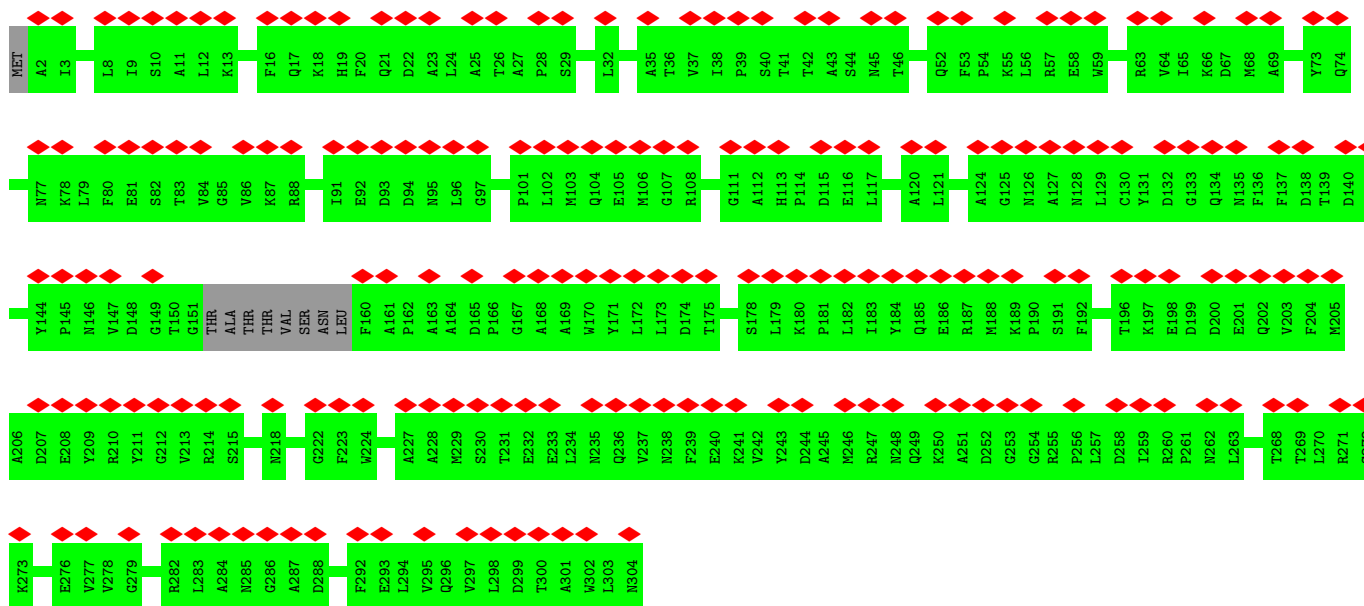 MET A2 I3 L8 I9 S10 A11 L12 K13 F16 Q17 K18 H19 F20 Q21 D22 A23 L24 A25 T26 A27 P28 S29 L32 A35 T36 V37 I38 P39 S40 T41 T42 A43 S44 N45 T46 Q52 F53 P54 K55 L56 R57 E58 W59 R63 V64 I65 K66 D67 M68 A69 Y73 Q74
N77 K78 L79 F80 E81 S82 T83 V84 G85 V86 K87 R88 I91 E92 D93 D94 N95 L96 G97 P101 L102 M103 Q104 E105 M106 G107 R108 G111 A112 H113 P114 D115 E116 L117 A120 L121 A124 G125 N126 A127 N128 L129 C130 Y131 D132 G133 Q134 N135 F136 F137 D138 T139 D140
Y144 P145 N146 V147 D148 G149 T150 G151 THR ALA THR THR VAL SER ASN LEU F160 A161 P162 A163 A164 D165 P166 G167 A168 A169 W170 Y171 L172 L173 D174 T175 S178 L179 K180 P181 L182 I183 Y184 Q185 E186 R187 M188 K189 P190 S191 F192 T196 K197 E198 D199 D200 E201 Q202 V203 F204 M205
A206 D207 E208 Y209 R210 Y211 G212 V213 R214 S215 N218 G222 F223 W224 A227 A228 M229 S230 T231 E232 E233 L234 N235 Q236 V237 N238 F239 E240 K241 V242 Y243 D244 A245 M246 R247 N248 Q249 K250 A251 D252 G253 G254 R255 P256 L257 D258 I259 R260 P261 N262 L263 T268 T269 L270 R271
K273 E276 V277 V278 G279 R282 L283 A284 N285 G286 A287 D288 F292 E293 L294 V295 Q296 V297 L298 D299 T300 A301 W302 L303 N304